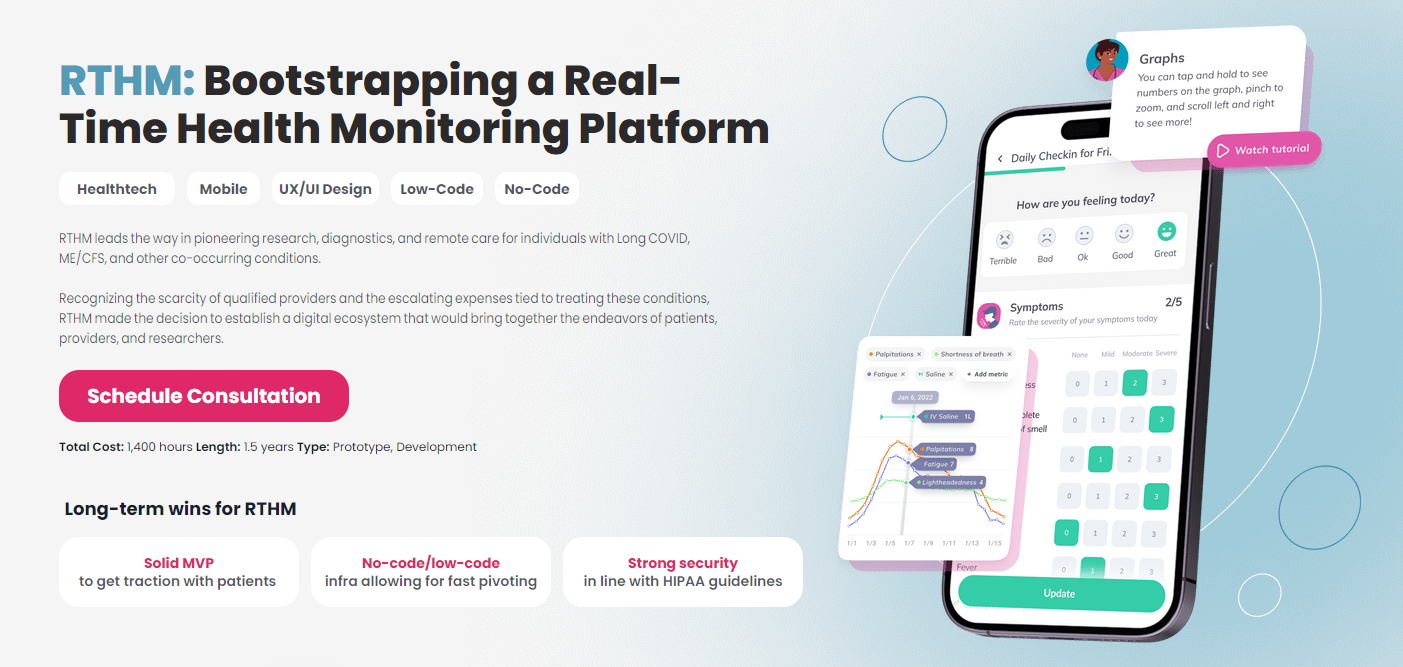 RTHM: Bootstrapping a Real-
Time Health Monitoring Platform
Healthtech
Mobile
UX/UI Design
Low-Code
No-Code
RTHM leads the way in pioneering research, diagnostics, and remote care for individuals with Long COVID,
ME/CFS, and other co-occurring conditions.
Recognizing the scarcity of qualified providers and the escalating expenses tied to treating these conditions,
RTHM made the decision to establish a digital ecosystem that would bring together the endeavors of patients,
providers, and researchers.
Schedule Consultation
Total Cost: 1,400 hours Length: 1.5 years Type: Prototype, Development
Long-term wins for RTHM
Solid MVP
to get traction with patients
No-code/low-code
infra allowing for fast pivoting
Strong security
in line with HIPAA guidelines
Graphs
You can tap and hold to see
numbers on the graph, pinch to
zoom, and scroll left and right
to see more!
Watch tutorial
Daily Checkin for Fri
How are you feeling today?
Terrible Bad Ok Good Great
Symptoms 2/5
Rate the severity of your symptoms today
None Mild Moderate Severe
0 1 2 3
0 1 2 3
0 1 2 3
0 1 2 3
0 1 2 3
Fever 0 1 2 3
Update
Palpitations × Shortness of breath ×
Fatigue × Saline × + Add metric
Jan 6, 2022
IV Saline 1L
Palpitations 8
Fatigue 7
Lightheadedness 4
1/1 1/3 1/5 1/7 1/9 1/11 1/13 1/15